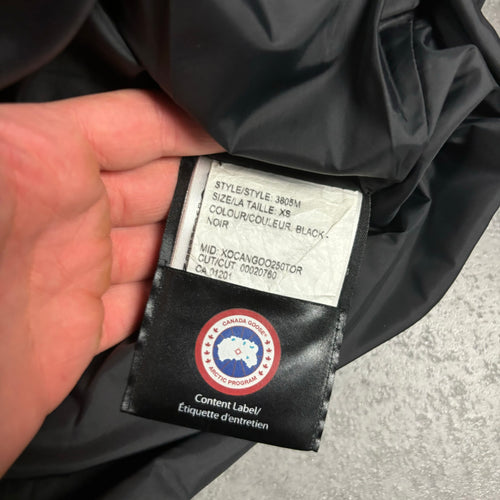 STYLE/STYLE: 3805M
SIZE/LA TAILLE: XS
COLOUR/COULEUR. BLACK -
NOIR
MID: XOCANGOO250TOR
CUT/CUT: 00020760
CA 01201
CANADA GOOSE
ARCTIC PROGRAM
Content Label/
Étiquette d'entretien